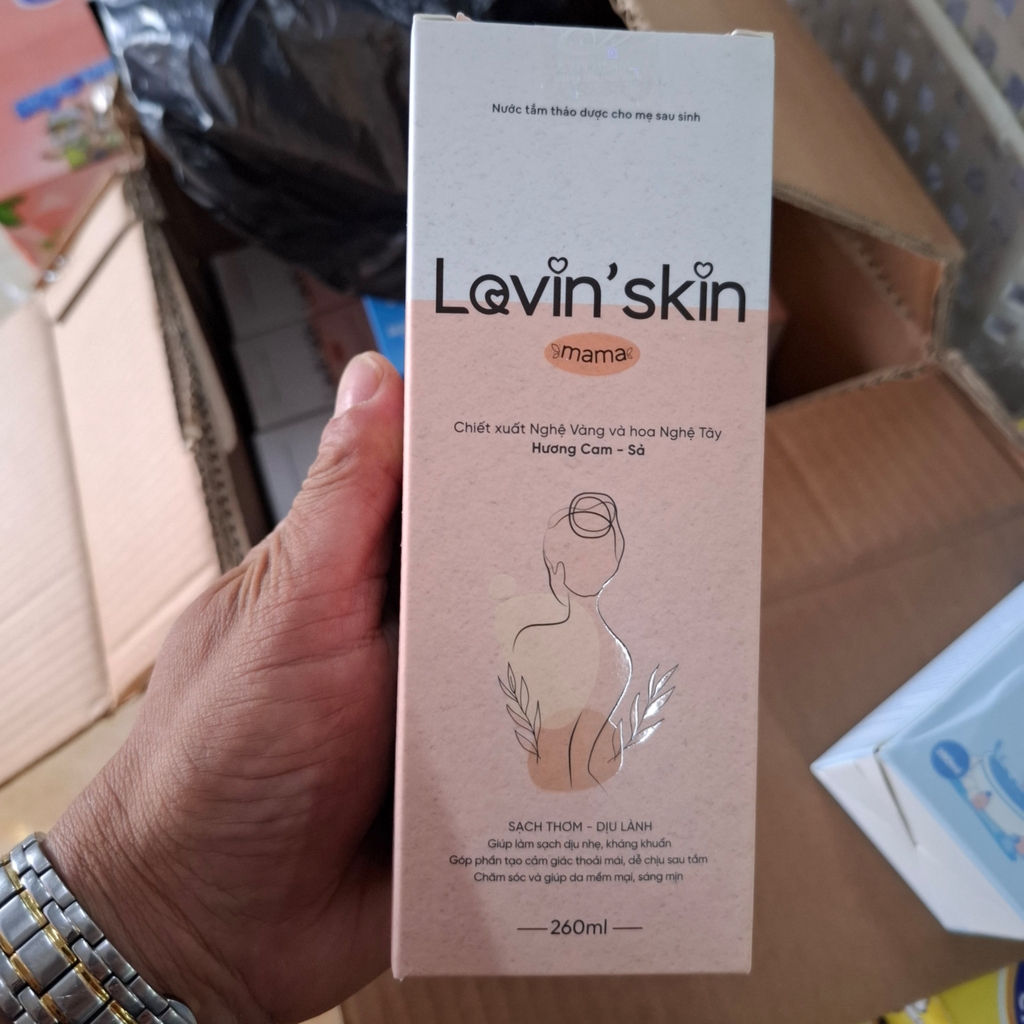 Nước tắm thảo dược cho mẹ sau sinh
Lovin'skin
mama
Chiết xuất Nghệ Vàng và hoa Nghệ Tây
Hương Cam - Sả
SẠCH THƠM - DỊU LÀNH
Giúp làm sạch dịu nhẹ, kháng khuẩn
Góp phần tạo cảm giác thoải mái, dễ chịu sau tắm
Chăm sóc và giúp da mềm mại, sáng mịn
260ml